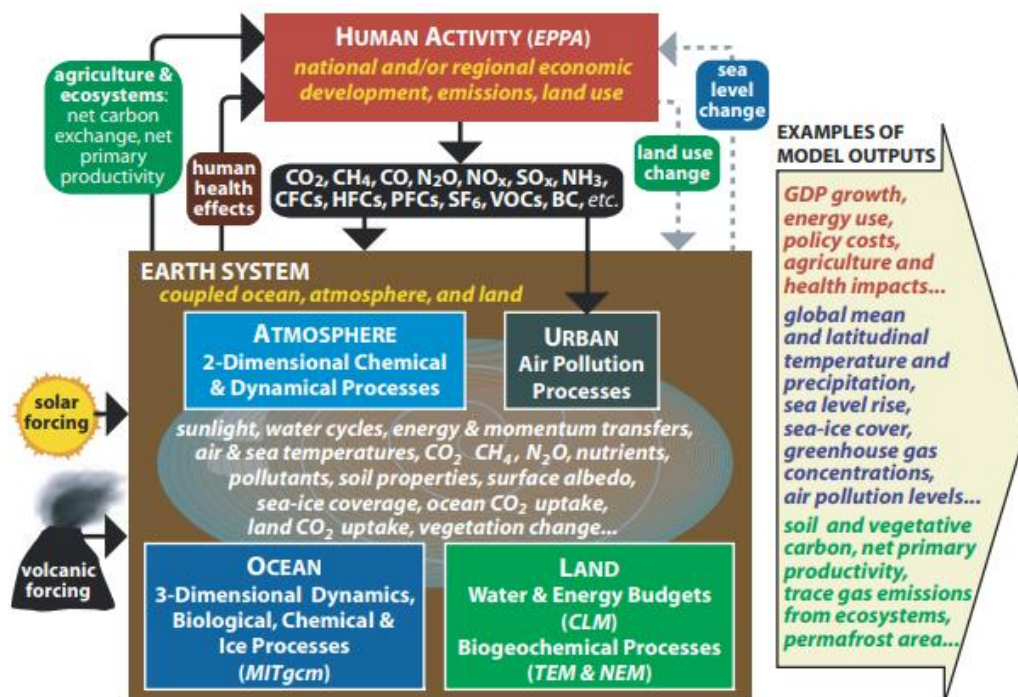 HUMAN ACTIVITY (EPPA)
national and/or regional economic
development, emissions, land use
agriculture &
ecosystems:
net carbon
exchange, net
primary
productivity
human
health
effects
sea
level
change
land use
change
CO₂, CH₄, CO, N₂O, NOₓ, SOₓ, NH₃,
CFCs, HFCs, PFCs, SF₆, VOCs, BC, etc.
EARTH SYSTEM
coupled ocean, atmosphere, and land
ATMOSPHERE
2-Dimensional Chemical
& Dynamical Processes
URBAN
Air Pollution
Processes
solar
forcing
volcanic
forcing
sunlight, water cycles, energy & momentum transfers,
air & sea temperatures, CO₂ CH₄, N₂O, nutrients,
pollutants, soil properties, surface albedo,
sea-ice coverage, ocean CO₂ uptake,
land CO₂ uptake, vegetation change...
OCEAN
3-Dimensional Dynamics,
Biological, Chemical &
Ice Processes
(MITgcm)
LAND
Water & Energy Budgets
(CLM)
Biogeochemical Processes
(TEM & NEM)
EXAMPLES OF
MODEL OUTPUTS
GDP growth,
energy use,
policy costs,
agriculture and
health impacts...
global mean
and latitudinal
temperature and
precipitation,
sea level rise,
sea-ice cover,
greenhouse gas
concentrations,
air pollution levels...
soil and vegetative
carbon, net primary
productivity,
trace gas emissions
from ecosystems,
permafrost area...